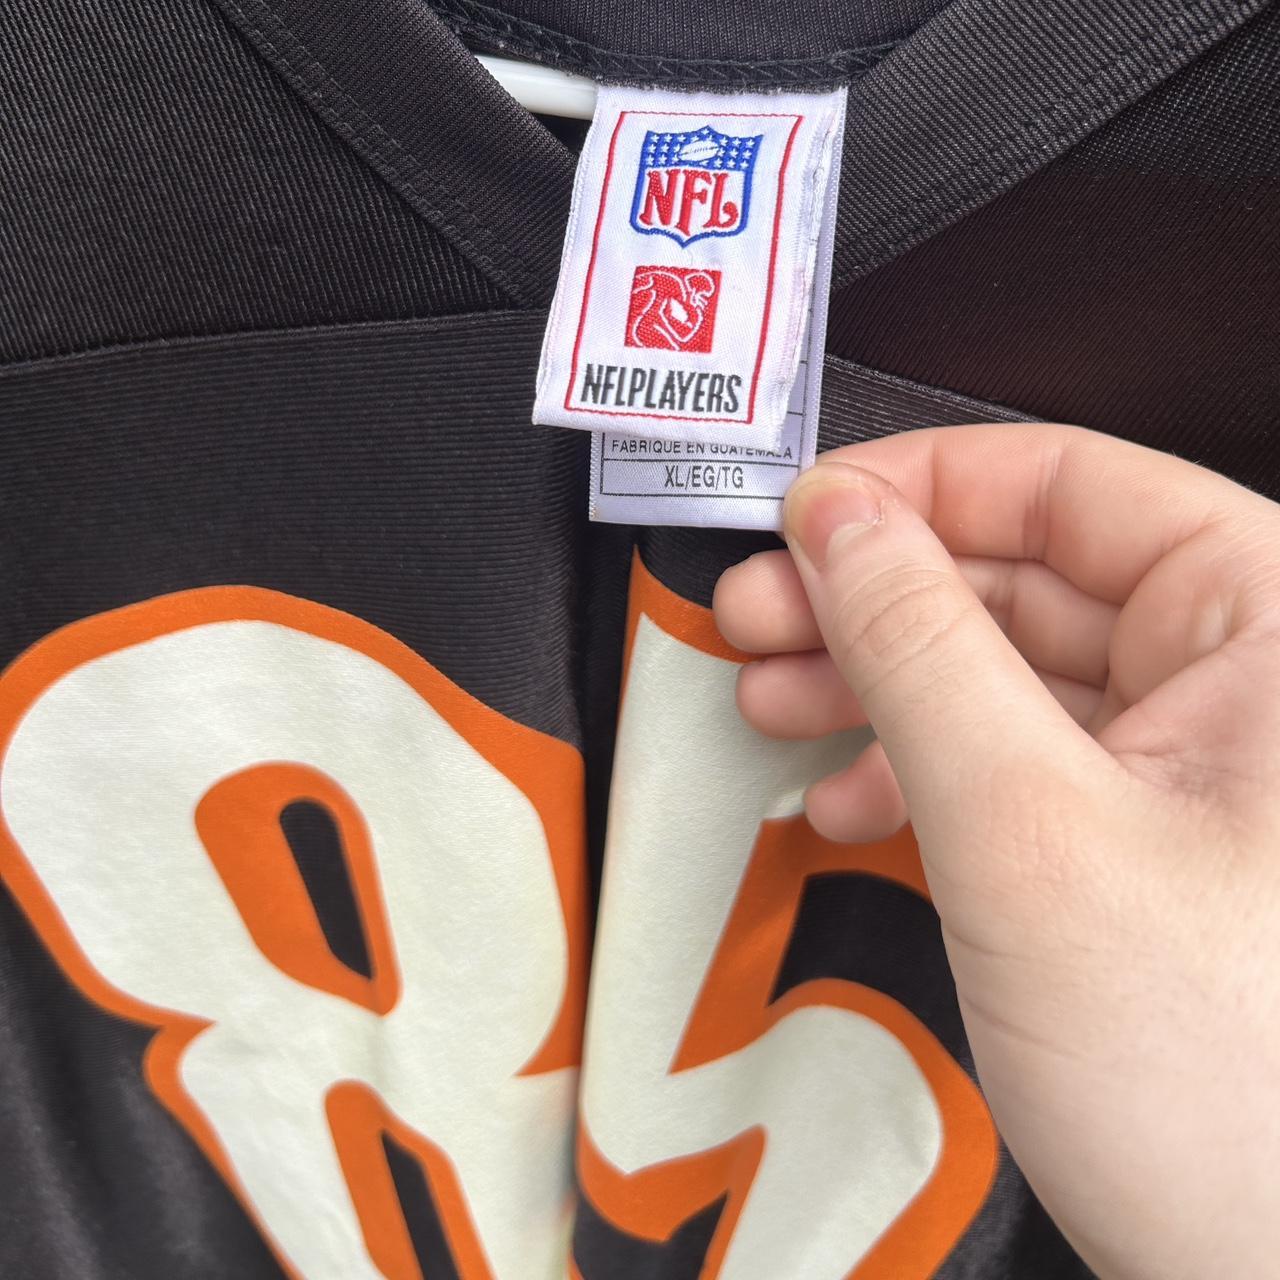 NFL
NFLPLAYERS
FABRIQUE EN GUATEMALA
XL/EG/TG
85